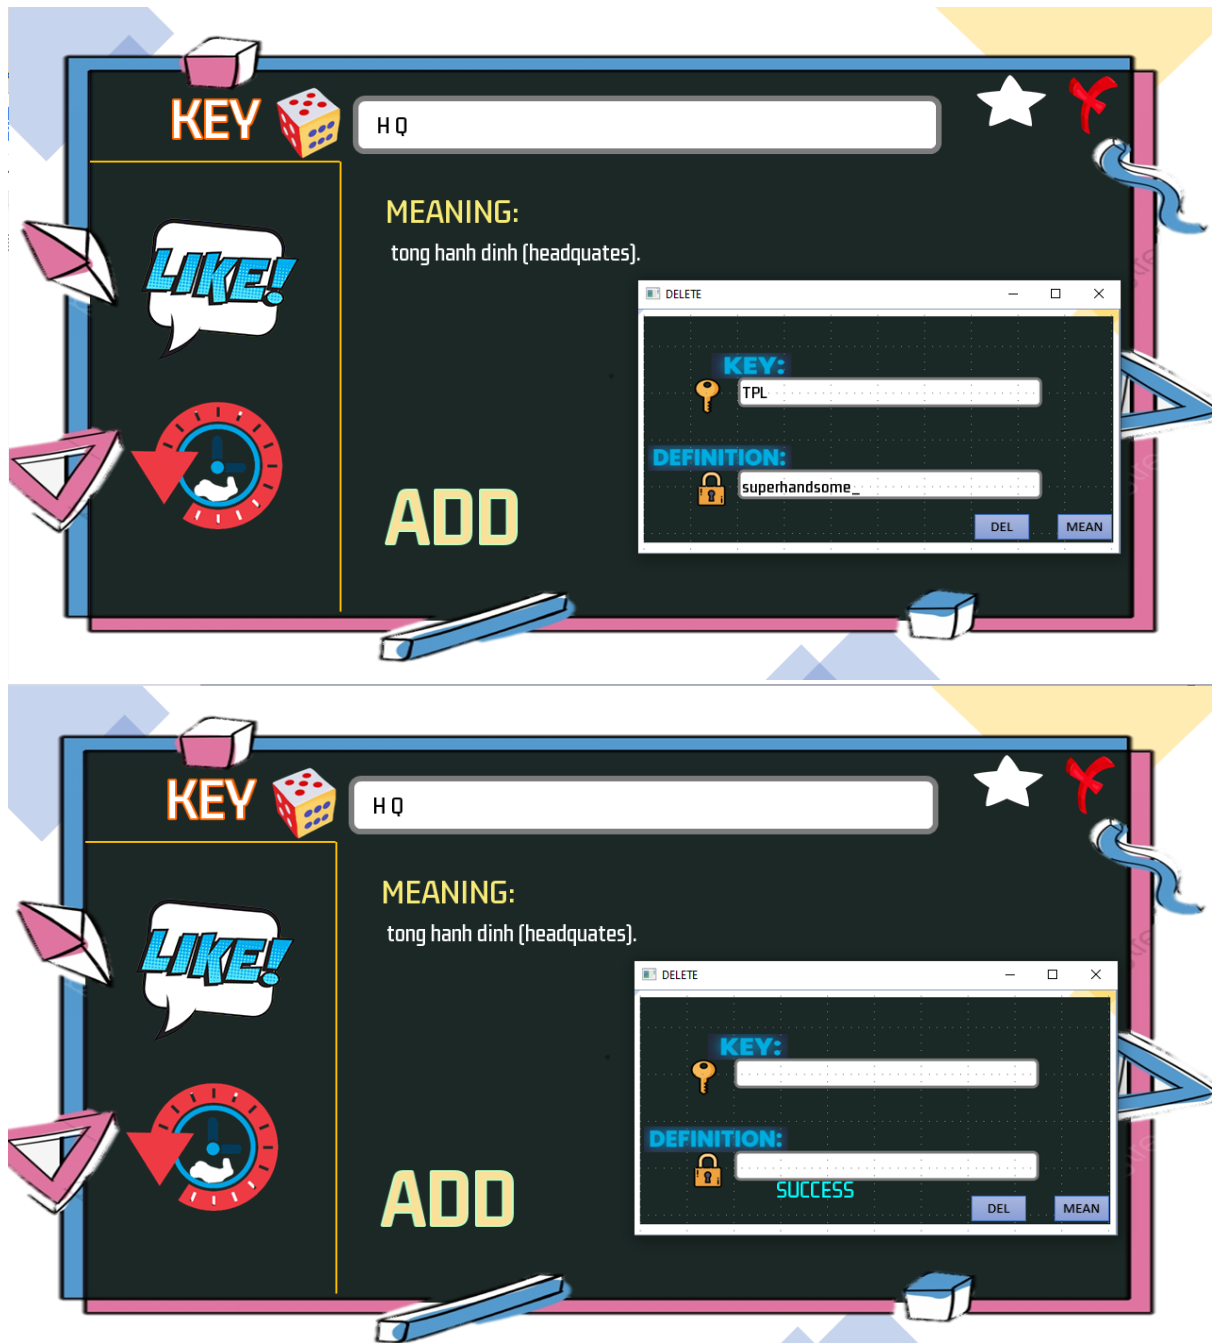 KEY
H Q
MEANING:
tong hanh dinh (headquates).
LIKE!
DELETE
KEY:
TPL
DEFINITION:
superhandsome_
DEL MEAN
ADD
KEY
H Q
MEANING:
tong hanh dinh (headquates).
LIKE!
DELETE
KEY:
DEFINITION:
SUCCESS
DEL MEAN
ADD